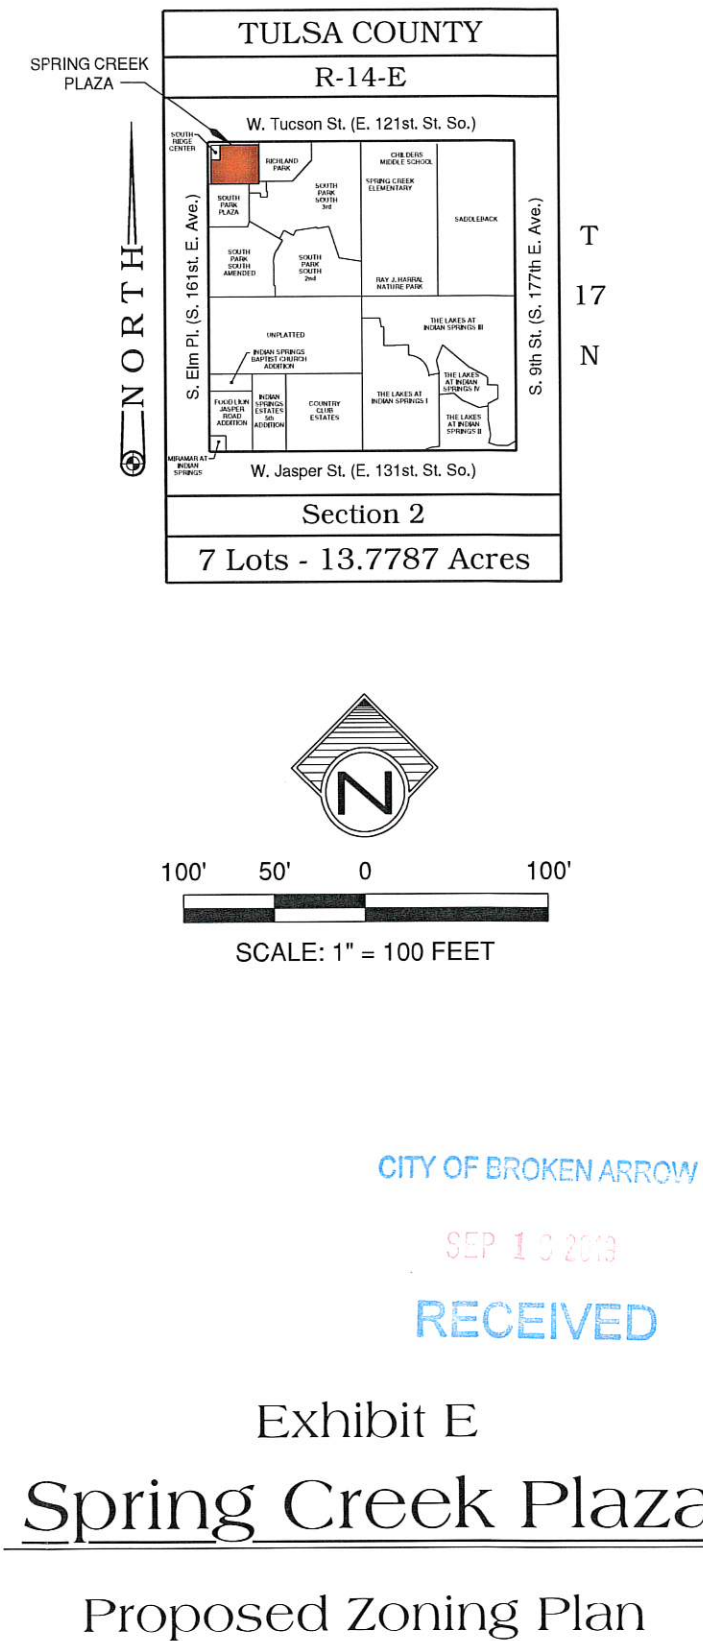 TULSA COUNTY
R-14-E
SPRING CREEK
PLAZA
W. Tucson St. (E. 121st. St. So.)
SOUTH
RIDGE
CENTER
RICHLAND
PARK
CHILDERS
MIDDLE SCHOOL
SPRING CREEK
ELEMENTARY
SOUTH
PARK
SOUTH
3rd
SOUTH
PARK
PLAZA
SADDLEBACK
SOUTH
PARK
SOUTH
AMENDED
SOUTH
PARK
SOUTH
2nd
RAY J. HARRAL
NATURE PARK
S. Elm Pl. (S. 161st. E. Ave.)
S. 9th St. (S. 177th E. Ave.)
T
17
N
NORTH
UNPLATTED
THE LAKES AT
INDIAN SPRINGS III
INDIAN SPRINGS
BAPTIST CHURCH
ADDITION
THE LAKES
AT INDIAN
SPRINGS IV
FOOD LION
JASPER
ROAD
ADDITION
INDIAN
SPRINGS
ESTATES
5th
ADDITION
COUNTRY
CLUB
ESTATES
THE LAKES AT
INDIAN SPRINGS I
THE LAKES
AT INDIAN
SPRINGS II
MIRAMAR AT
INDIAN
SPRINGS
W. Jasper St. (E. 131st. St. So.)
Section 2
7 Lots - 13.7787 Acres
N
100' 50' 0 100'
SCALE: 1" = 100 FEET
CITY OF BROKEN ARROW
SEP
RECEIVED
Exhibit E
Spring Creek Plaza
Proposed Zoning Plan